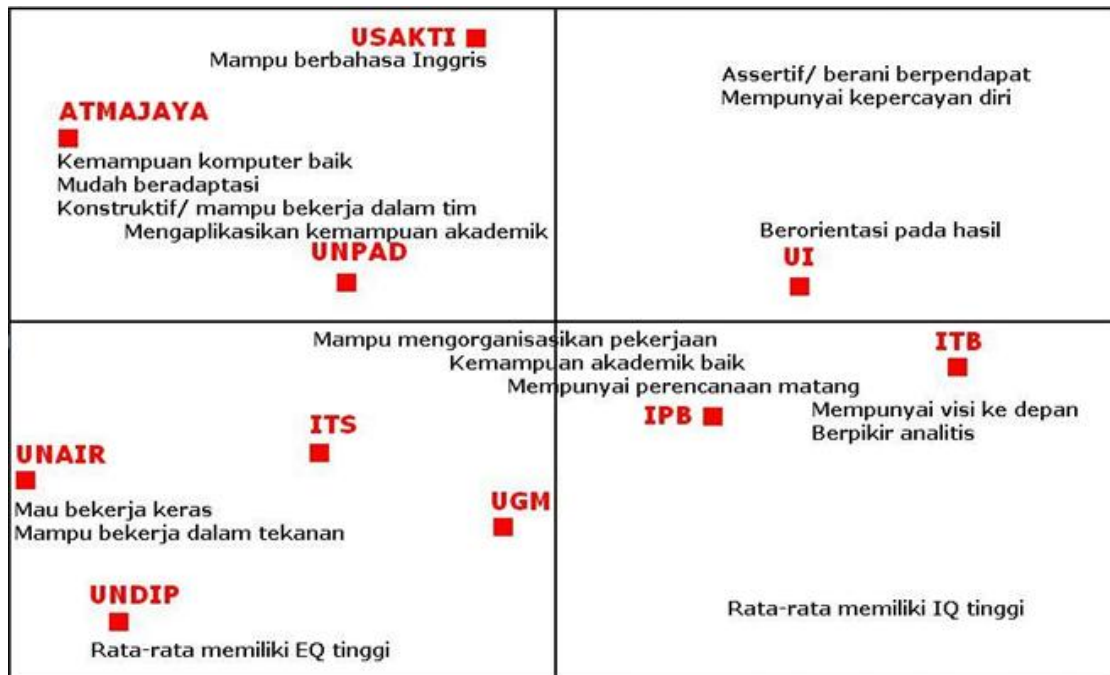 USAKTI
Mampu berbahasa Inggris
ATMAJAYA
Kemampuan komputer baik
Mudah beradaptasi
Konstruktif/ mampu bekerja dalam tim
Mengaplikasikan kemampuan akademik
UNPAD
Assertif/ berani berpendapat
Mempunyai kepercayan diri
Berorientasi pada hasil
UI
Mampu mengorganisasikan pekerjaan
Kemampuan akademik baik
Mempunyai perencanaan matang
ITS
UNAIR
Mau bekerja keras
Mampu bekerja dalam tekanan
UGM
UNDIP
Rata-rata memiliki EQ tinggi
ITB
IPB
Mempunyai visi ke depan
Berpikir analitis
Rata-rata memiliki IQ tinggi